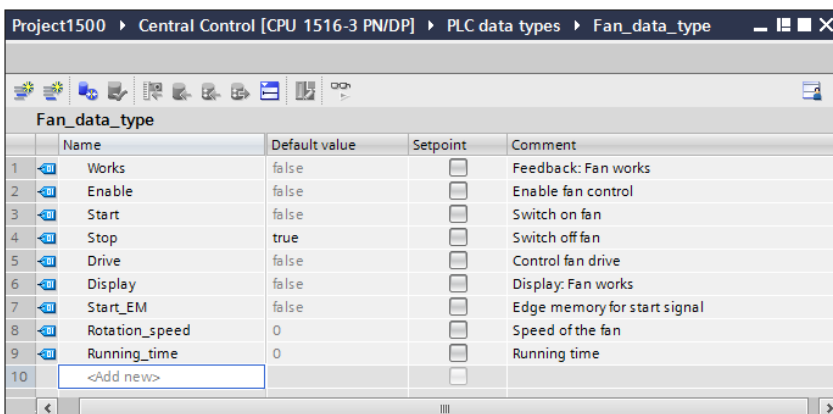 Project1500 ▸ Central Control [CPU 1516-3 PN/DP] ▸ PLC data types ▸ Fan_data_type
Fan_data_type
Name Default value Setpoint Comment
1 Works false Feedback: Fan works
2 Enable false Enable fan control
3 Start false Switch on fan
4 Stop true Switch off fan
5 Drive false Control fan drive
6 Display false Display: Fan works
7 Start_EM false Edge memory for start signal
8 Rotation_speed 0 Speed of the fan
9 Running_time 0 Running time
10 <Add new>